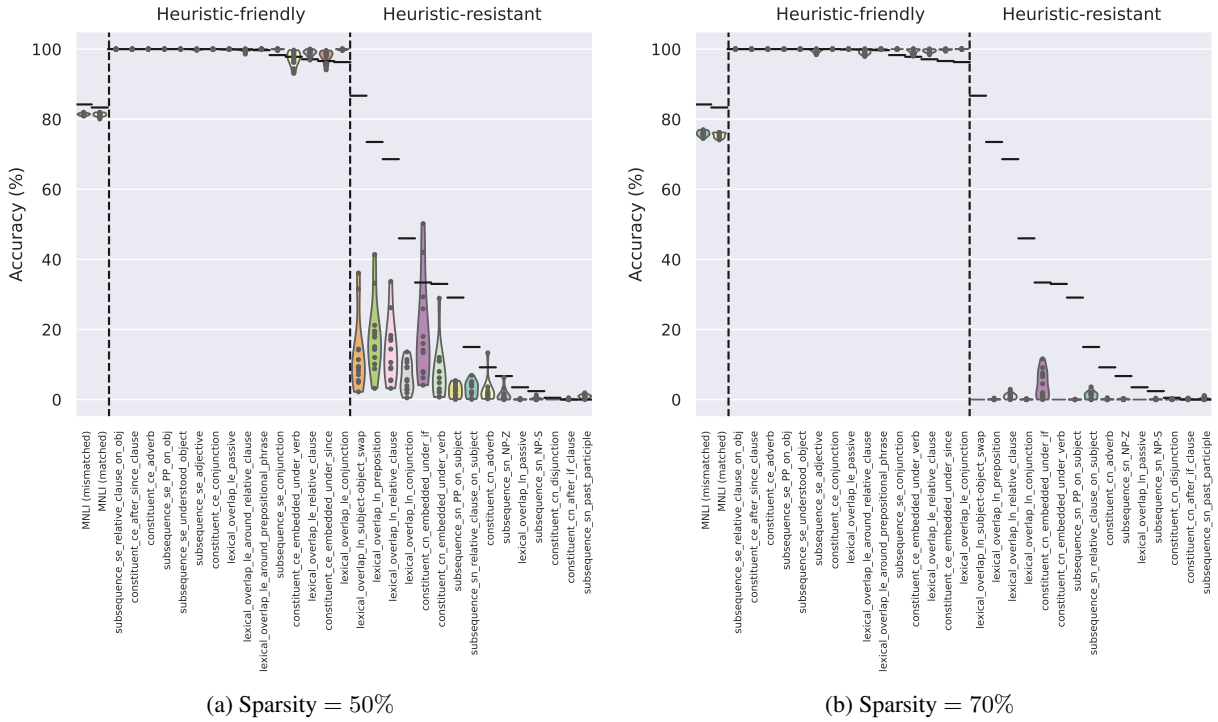 Heuristic-friendly
Heuristic-resistant
Accuracy (%)
100
80
60
40
20
0
MNLI (mismatched)
MNLI (matched)
subsequence_se_relative_clause_on_obj
constituent_ce_after_since_clause
constituent_ce_adverb
subsequence_se_PP_on_obj
subsequence_se_understood_object
subsequence_se_adjective
constituent_ce_conjunction
lexical_overlap_le_passive
lexical_overlap_le_around_relative_clause
lexical_overlap_le_around_prepositional_phrase
subsequence_se_conjunction
constituent_ce_embedded_under_verb
lexical_overlap_le_relative_clause
constituent_ce_embedded_under_since
lexical_overlap_le_conjunction
lexical_overlap_ln_subject-object_swap
lexical_overlap_ln_preposition
lexical_overlap_ln_relative_clause
lexical_overlap_ln_conjunction
constituent_cn_embedded_under_if
constituent_cn_embedded_under_verb
subsequence_sn_PP_on_subject
subsequence_sn_relative_clause_on_subject
constituent_cn_adverb
subsequence_sn_NP-Z
lexical_overlap_ln_passive
subsequence_sn_NP-S
constituent_cn_disjunction
constituent_cn_after_if_clause
subsequence_sn_past_participle
(a) Sparsity = 50%
Heuristic-friendly
Heuristic-resistant
Accuracy (%)
100
80
60
40
20
0
MNLI (mismatched)
MNLI (matched)
subsequence_se_relative_clause_on_obj
constituent_ce_after_since_clause
constituent_ce_adverb
subsequence_se_PP_on_obj
subsequence_se_understood_object
subsequence_se_adjective
constituent_ce_conjunction
lexical_overlap_le_passive
lexical_overlap_le_around_relative_clause
lexical_overlap_le_around_prepositional_phrase
subsequence_se_conjunction
constituent_ce_embedded_under_verb
lexical_overlap_le_relative_clause
constituent_ce_embedded_under_since
lexical_overlap_le_conjunction
lexical_overlap_ln_subject-object_swap
lexical_overlap_ln_preposition
lexical_overlap_ln_relative_clause
lexical_overlap_ln_conjunction
constituent_cn_embedded_under_if
constituent_cn_embedded_under_verb
subsequence_sn_PP_on_subject
subsequence_sn_relative_clause_on_subject
constituent_cn_adverb
subsequence_sn_NP-Z
lexical_overlap_ln_passive
subsequence_sn_NP-S
constituent_cn_disjunction
constituent_cn_after_if_clause
subsequence_sn_past_participle
(b) Sparsity = 70%